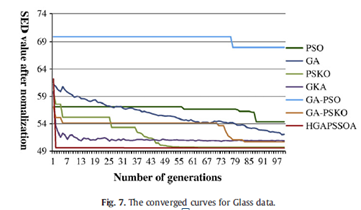 SED value after nomalization
74
69
64
59
54
49
1 7 13 19 25 31 37 43 49 55 61 67 73 79 85 91 97
Number of generations
PSO
GA
PSKO
GKA
GA-PSO
GA-PSKO
HGAPSSOA
Fig. 7. The converged curves for Glass data.